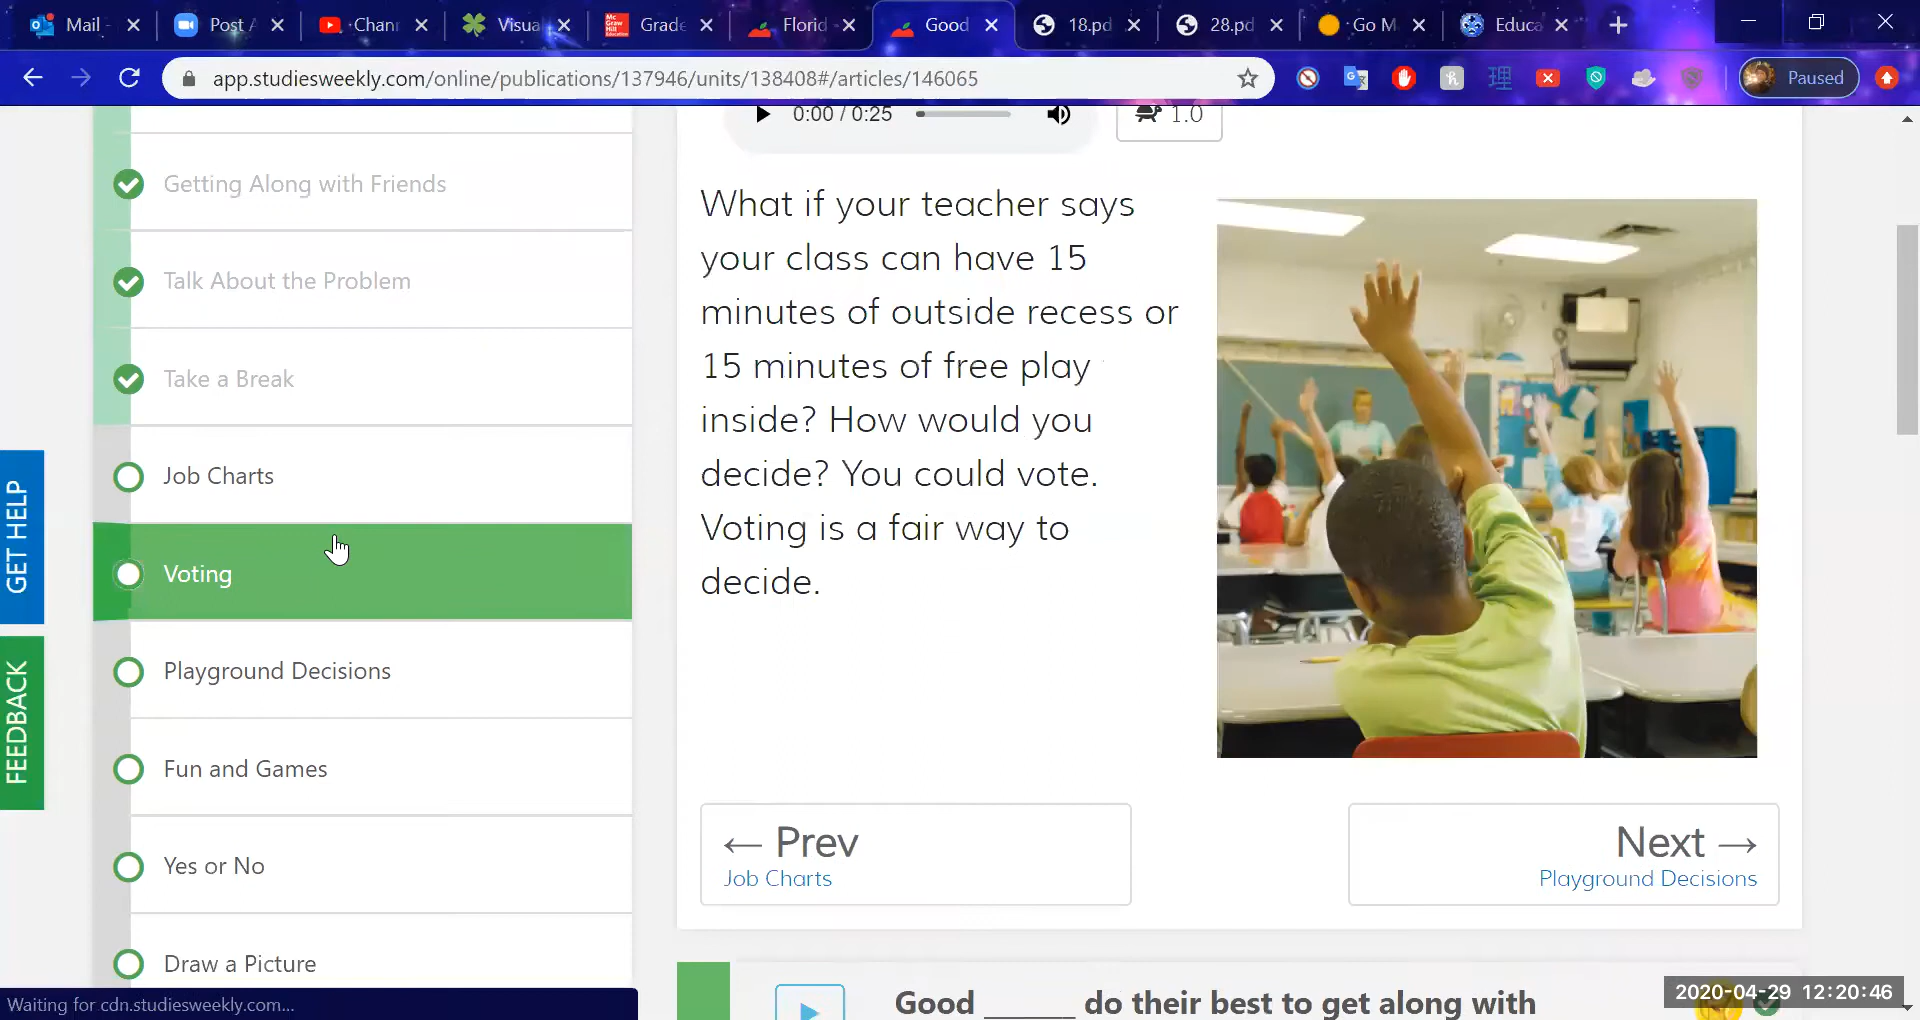 Mail -
Post A
Chann
Visua
Grade
Florid
Good
18.pd
28.pd
Go M
Educa
app.studiesweekly.com/online/publications/137946/units/138408#/articles/146065
Paused
0:00 / 0:25
1.0
Getting Along with Friends
Talk About the Problem
Take a Break
Job Charts
Voting
Playground Decisions
Fun and Games
Yes or No
Draw a Picture
GET HELP
FEEDBACK
What if your teacher says
your class can have 15
minutes of outside recess or
15 minutes of free play
inside? How would you
decide? You could vote.
Voting is a fair way to
decide.
← Prev
Job Charts
Next →
Playground Decisions
Good ______ do their best to get along with
Waiting for cdn.studiesweekly.com...
2020-04-29 12:20:46